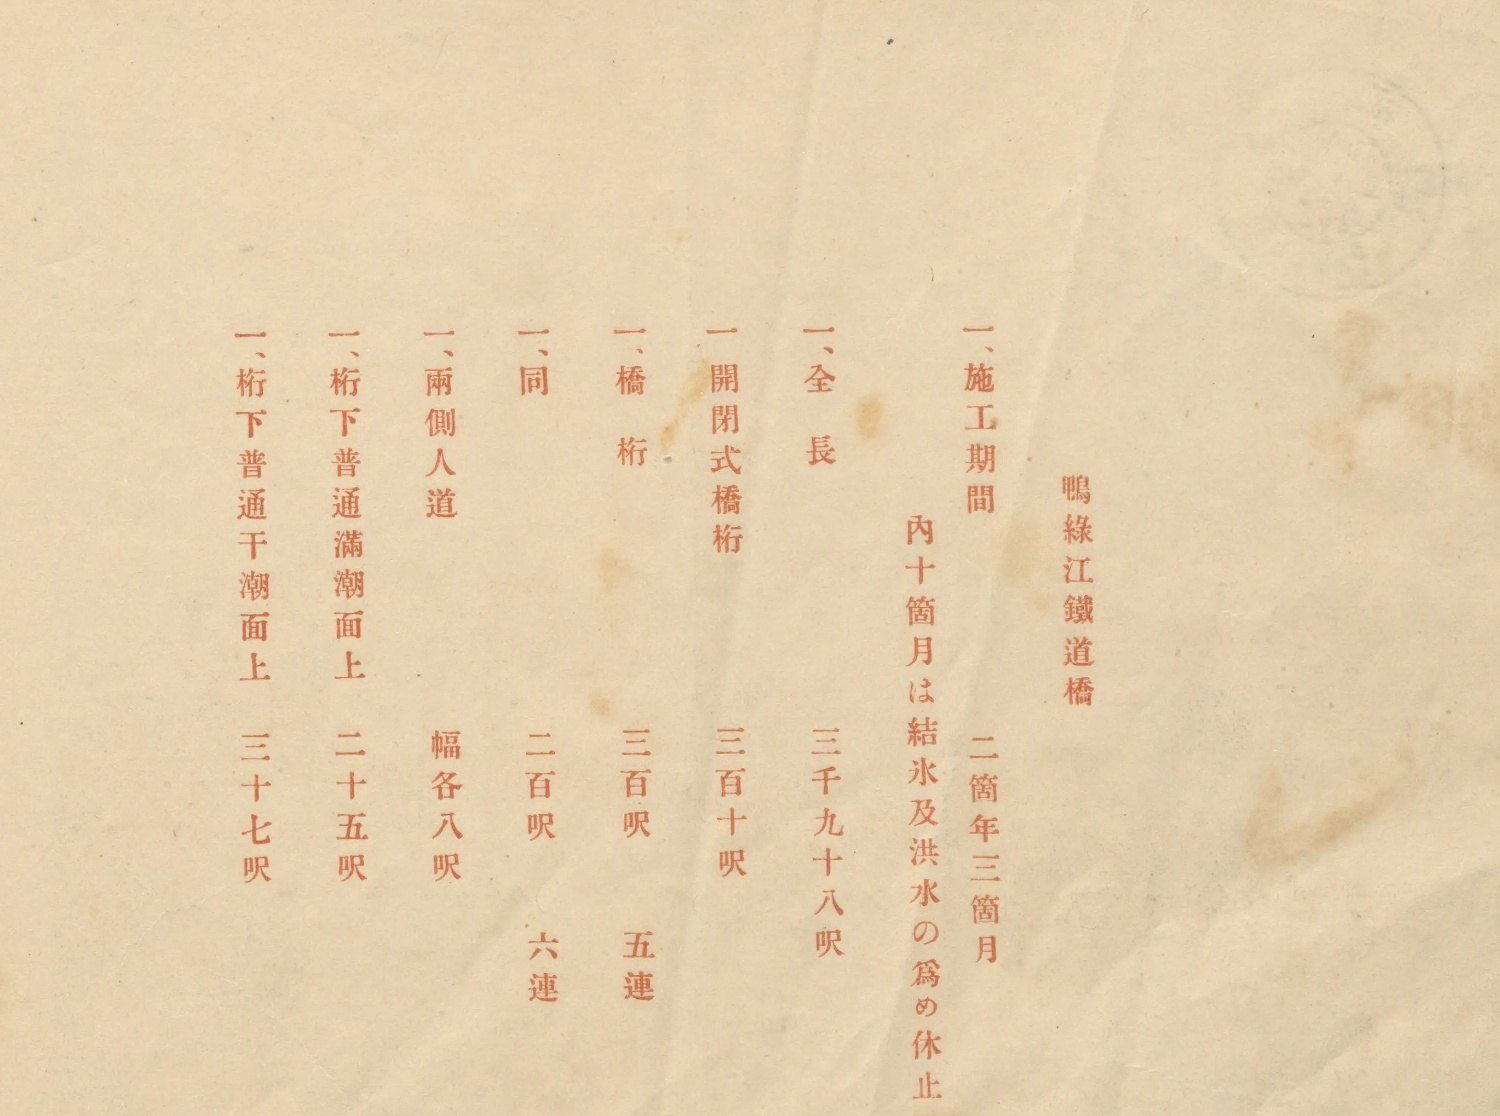 鴨綠江鐵道橋
一、施工期間 二箇年三箇月
內十箇月は結氷及洪水の爲め休止
一、全長 三千九十八呎
一 開閉式橋桁 三百十呎
一、橋桁 三百呎 五連
一、同 二百呎 六連
一、兩側人道 幅各八呎
一、桁下普通滿潮面上 二十五呎
一、桁下普通干潮面上 三十七呎